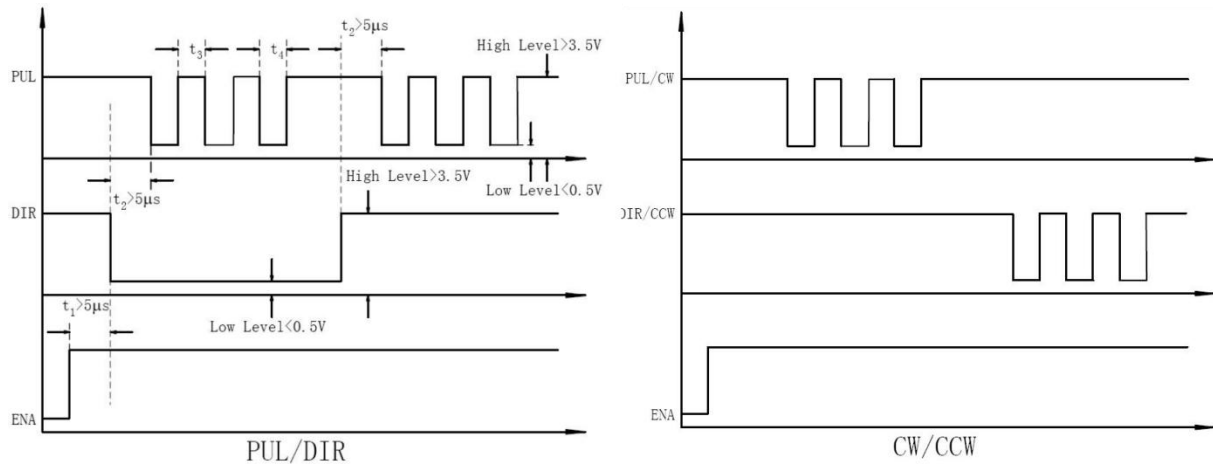 t₂>5μs
High Level>3.5V
t₃
t₄
PUL
Low Level<0.5V
t₂>5μs
High Level>3.5V
DIR
t₁>5μs
Low Level<0.5V
ENA
PUL/DIR
PUL/CW
DIR/CCW
ENA
CW/CCW